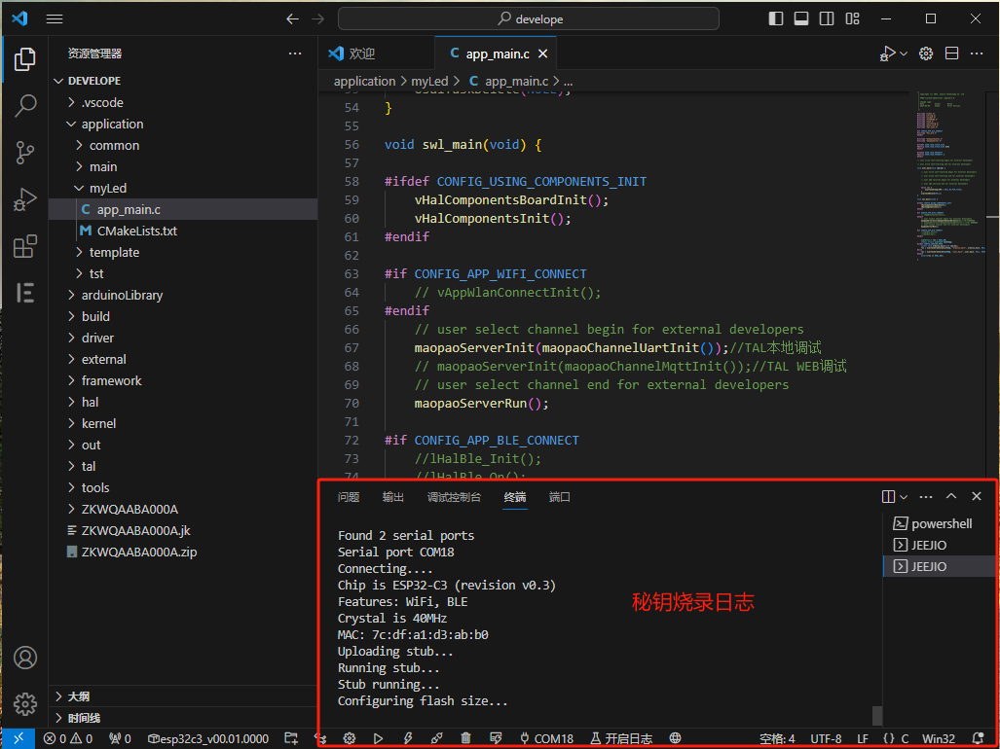 develope
资源管理器
DEVELOPE
.vscode
application
common
main
myLed
C app_main.c
M CMakeLists.txt
template
tst
arduinoLibrary
build
driver
external
framework
hal
kernel
out
tal
tools
ZKWQAABA000A
ZKWQAABA000A.jk
ZKWQAABA000A.zip
大纲
时间线
欢迎
C app_main.c
application > myLed > C app_main.c > ...
54 }
55
56 void swl_main(void) {
57
58 #ifdef CONFIG_USING_COMPONENTS_INIT
59 vHalComponentsBoardInit();
60 vHalComponentsInit();
61 #endif
62
63 #if CONFIG_APP_WIFI_CONNECT
64 // vAppWlanConnectInit();
65 #endif
66 // user select channel begin for external developers
67 maopaoServerInit(maopaoChannelUartInit());//TAL本地调试
68 // maopaoServerInit(maopaoChannelMqttInit());//TAL WEB调试
69 // user select channel end for external developers
70 maopaoServerRun();
71
72 #if CONFIG_APP_BLE_CONNECT
73 //lHalBle_Init();
74 //lHalBle_On();
问题 输出 调试控制台 终端 端口
Found 2 serial ports
Serial port COM18
Connecting....
Chip is ESP32-C3 (revision v0.3)
Features: WiFi, BLE
Crystal is 40MHz
MAC: 7c:df:a1:d3:ab:b0
Uploading stub...
Running stub...
Stub running...
Configuring flash size...
秘钥烧录日志
powershell
JEEJIO
JEEJIO
0 0 0 esp32c3_v00.01.0000 COM18 开启日志 空格: 4 UTF-8 LF {} C Win32